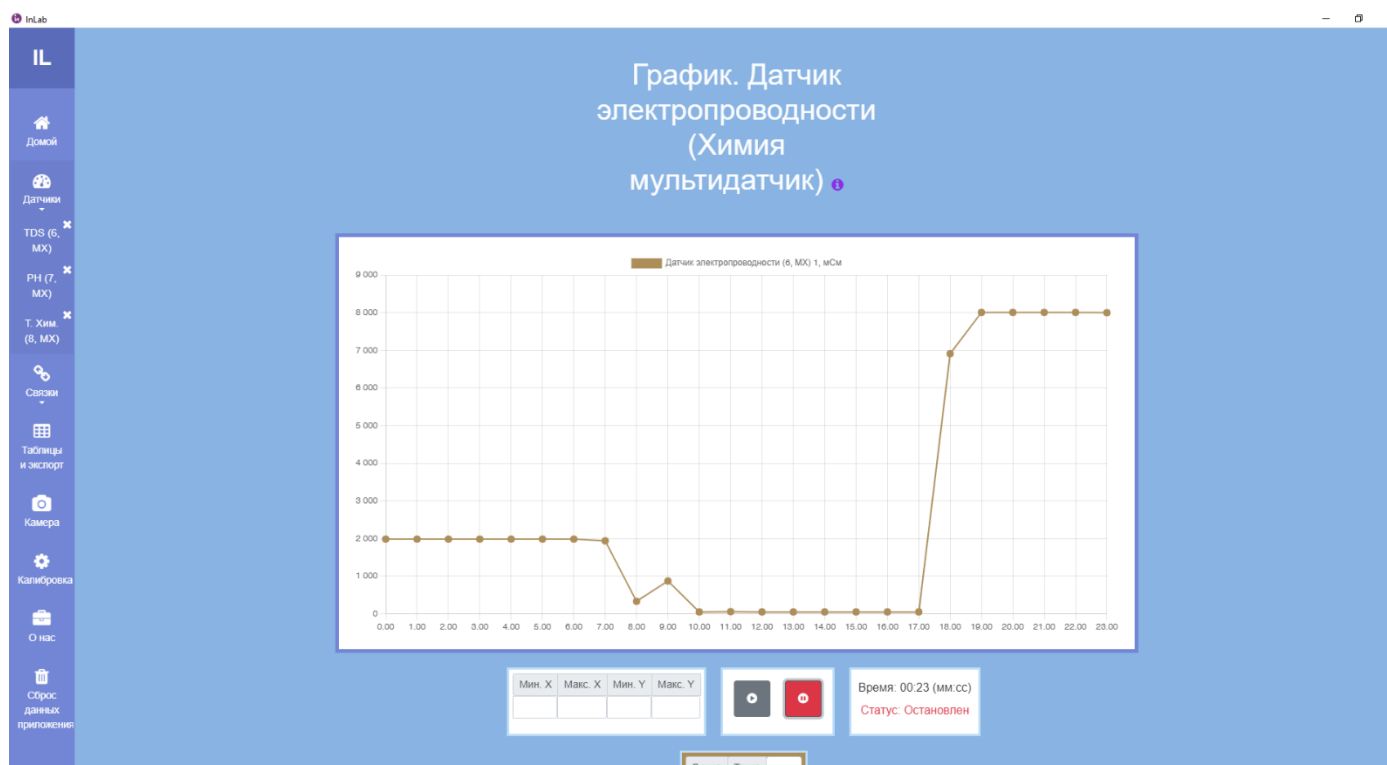 InLab
IL
Домой
Датчики
TDS (6,
MX)
PH (7,
MX)
Т. Хим.
(8, MX)
Связки
Таблицы
и экспорт
Камера
Калибровка
О нас
Сброс
данных
приложения
График. Датчик
электропроводности
(Химия
мультидатчик)
Датчик электропроводности (6, MX) 1, мСм
9 000
8 000
7 000
6 000
5 000
4 000
3 000
2 000
1 000
0
0.00 1.00 2.00 3.00 4.00 5.00 6.00 7.00 8.00 9.00 10.00 11.00 12.00 13.00 14.00 15.00 16.00 17.00 18.00 19.00 20.00 21.00 22.00 23.00
Мин. X Макс. X Мин. Y Макс. Y
Время: 00:23 (мм:сс)
Статус: Остановлен